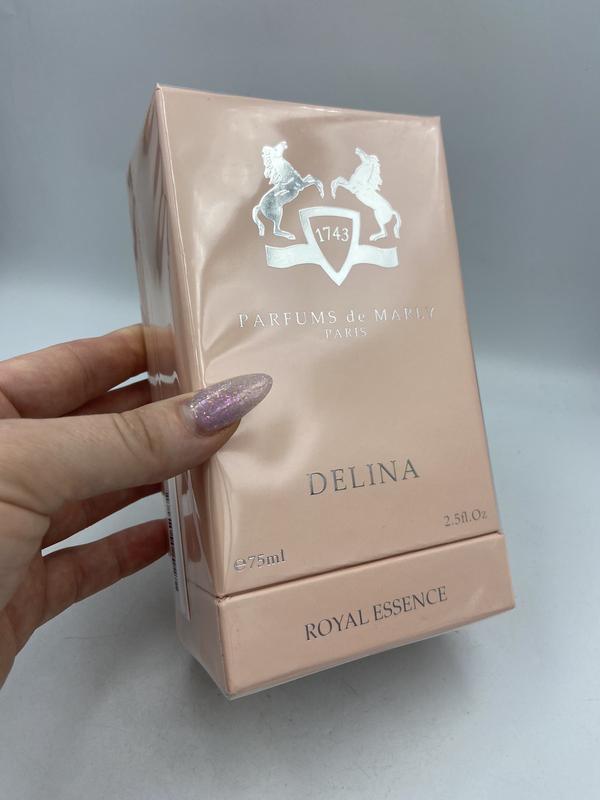 1743
PARFUMS de MARLY
PARIS
DELINA
2.5fl.Oz
℮75ml
ROYAL ESSENCE